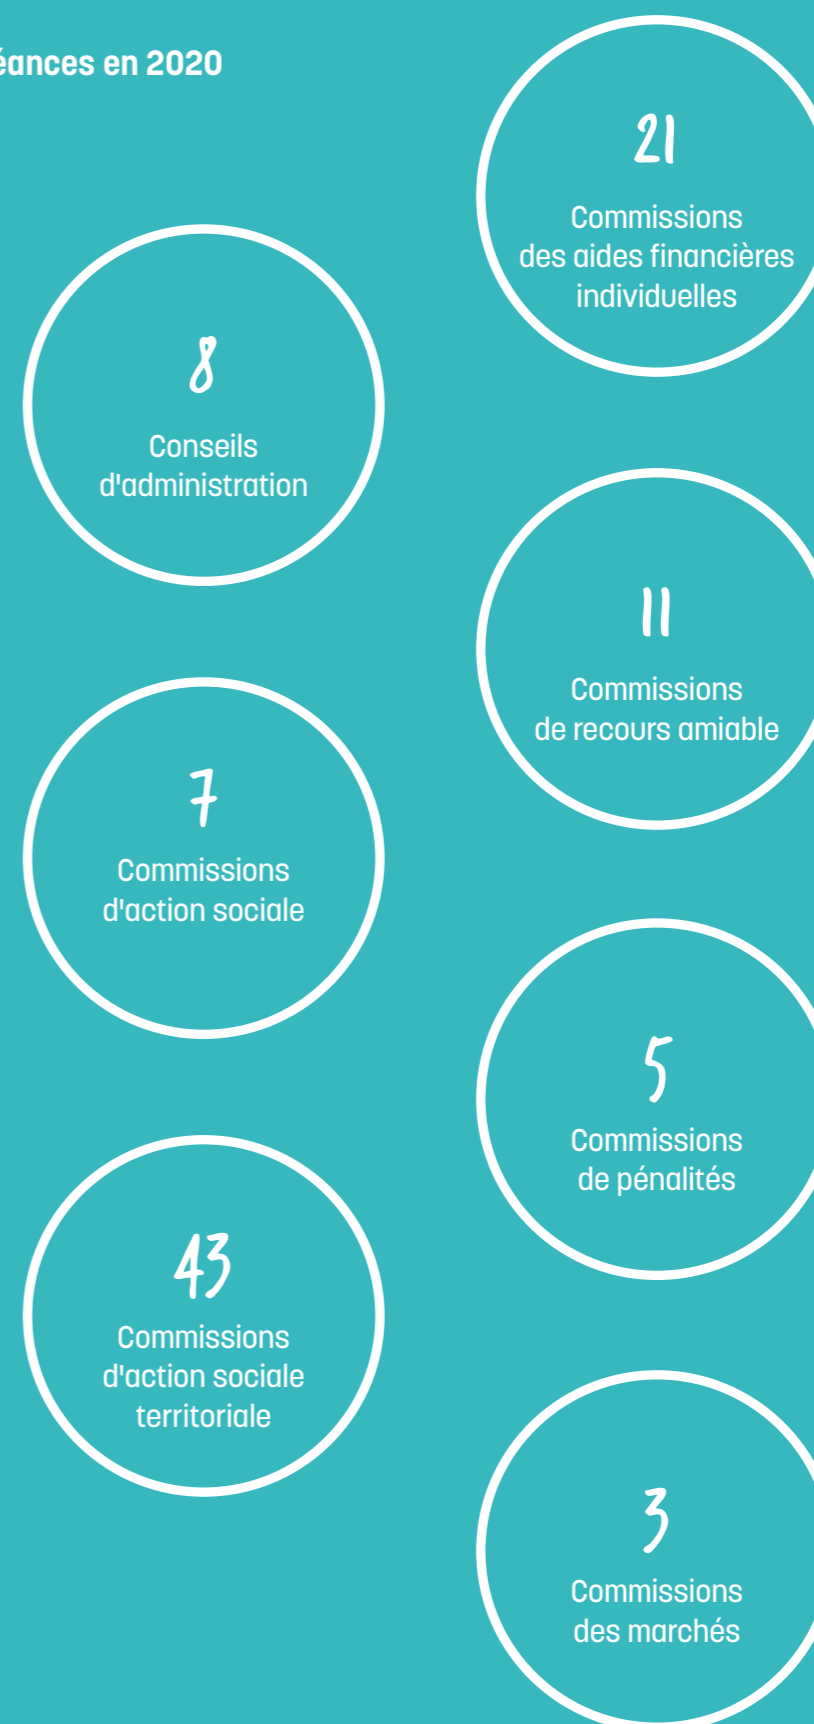 éances en 2020
8
Conseils
d'administration
7
Commissions
d'action sociale
43
Commissions
d'action sociale
territoriale
21
Commissions
des aides financières
individuelles
11
Commissions
de recours amiable
5
Commissions
de pénalités
3
Commissions
des marchés